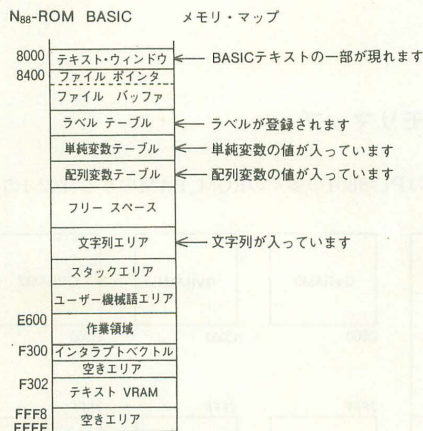 N₈₈-ROM BASIC メモリ・マップ
8000 テキスト・ウィンドウ BASICテキストの一部が現れます
8400 ファイル ポインタ
ファイル バッファ
ラベル テーブル ラベルが登録されます
単純変数テーブル 単純変数の値が入っています
配列変数テーブル 配列変数の値が入っています
フリー スペース
文字列エリア 文字列が入っています
スタックエリア
ユーザー機械語エリア
E600
作業領域
F300 インタラプトベクトル
空きエリア
F302
テキスト VRAM
FFF8 空きエリア
FFFF